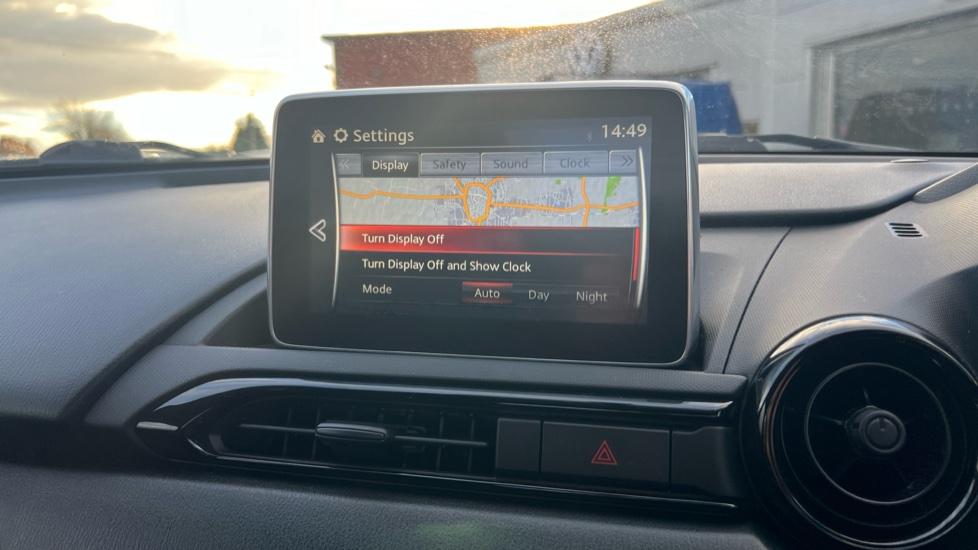 Settings 14:49
<< Display Safety Sound Clock >>
Turn Display Off
Turn Display Off and Show Clock
Mode Auto Day Night